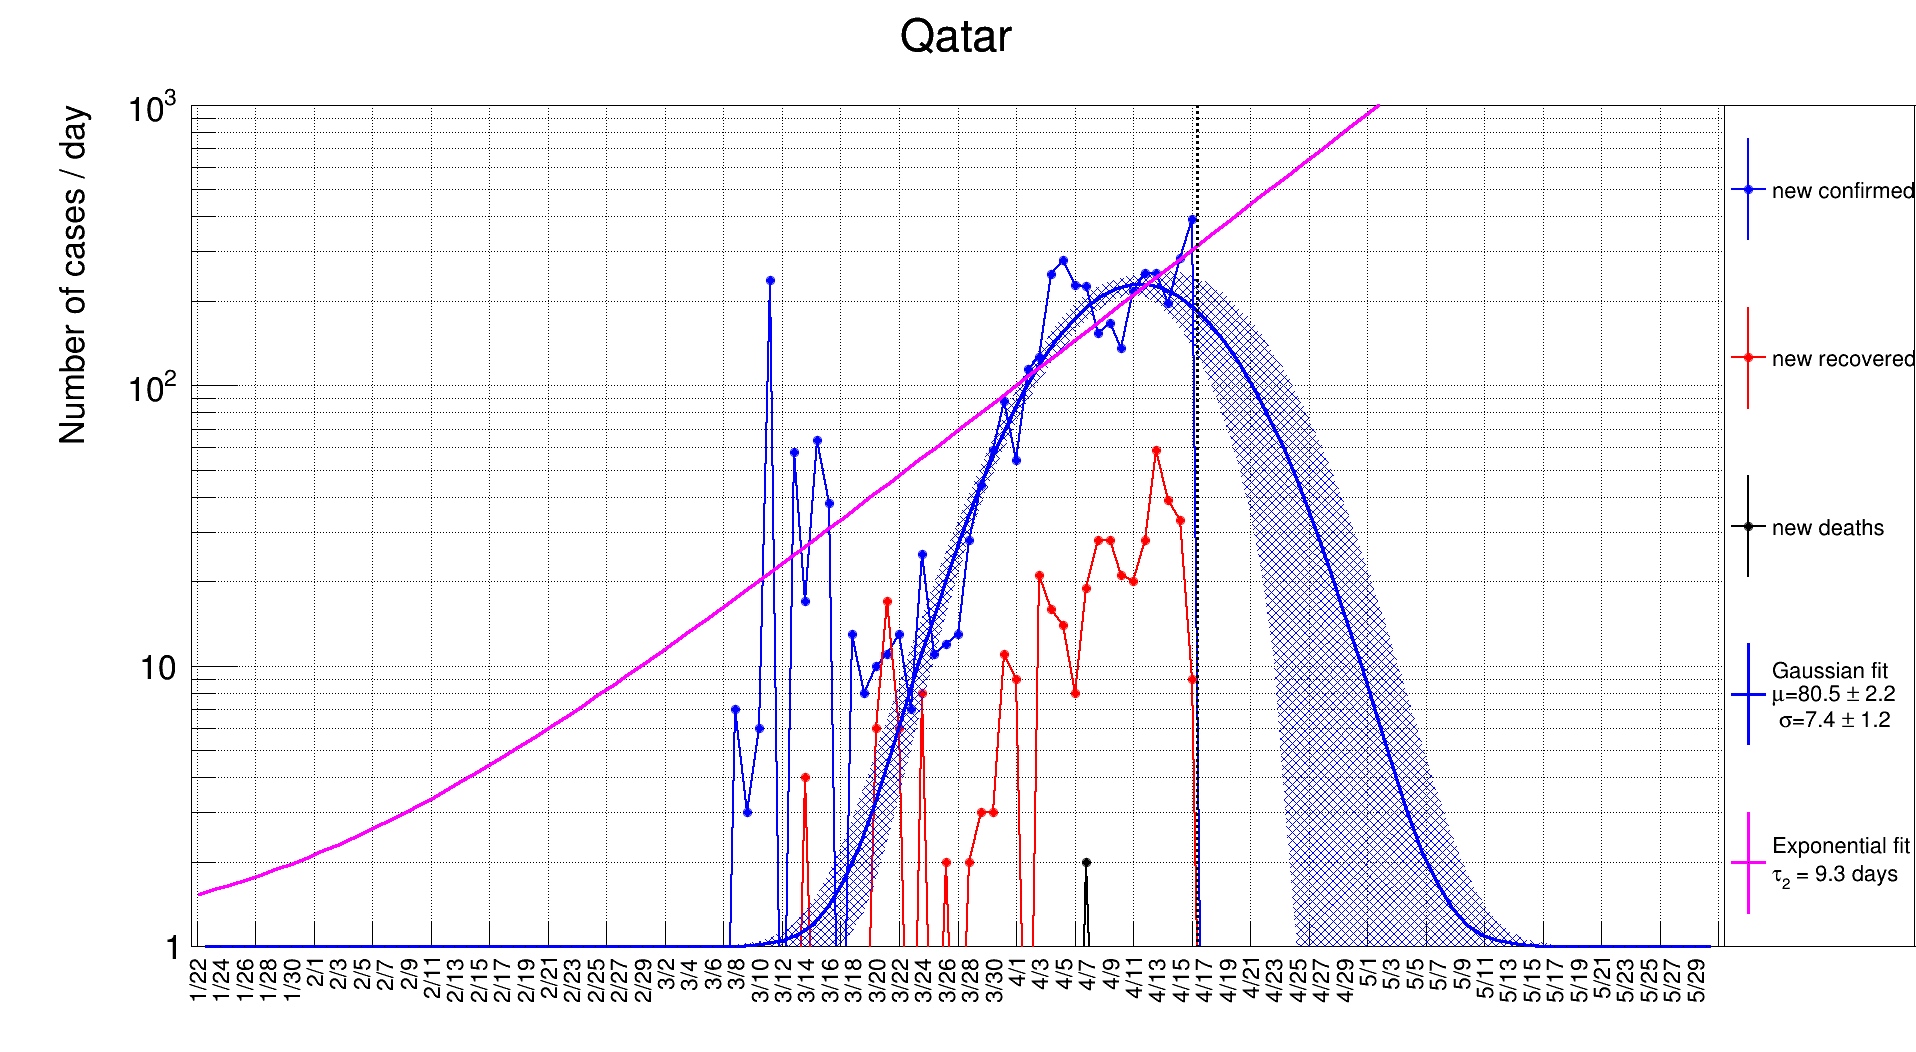 Qatar
Number of cases / day
10³
10²
10
1
1/22 1/24 1/26 1/28 1/30 2/1 2/3 2/5 2/7 2/9 2/11 2/13 2/15 2/17 2/19 2/21 2/23 2/25 2/27 2/29 3/2 3/4 3/6 3/8 3/10 3/12 3/14 3/16 3/18 3/20 3/22 3/24 3/26 3/28 3/30 4/1 4/3 4/5 4/7 4/9 4/11 4/13 4/15 4/17 4/19 4/21 4/23 4/25 4/27 4/29 5/1 5/3 5/5 5/7 5/9 5/11 5/13 5/15 5/17 5/19 5/21 5/23 5/25 5/27 5/29
new confirmed
new recovered
new deaths
Gaussian fit
μ=80.5 ± 2.2
σ=7.4 ± 1.2
Exponential fit
τ₂ = 9.3 days